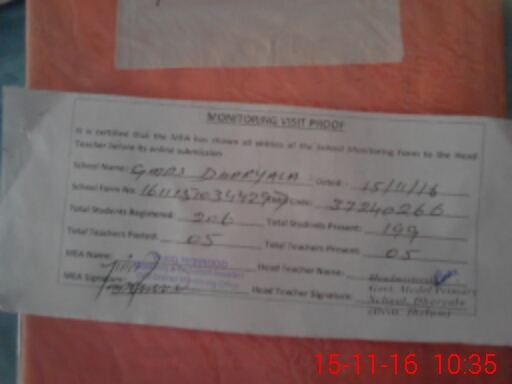 MONITORING VISIT PROOF
It is certified that the MEA has shown all entries of the School Monitoring Form to the Head
Teacher before its online submission
School Name: GMPS DHERYALA Dated: 15/11/16
School Form No: Code: 37240266
Total Students Registered: 206 Total Students Present: 199
Total Teachers Posted: 05 Total Teachers Present: 05
MEA Name: Head Teacher Name: Headmistress
MEA Signature: Head Teacher Signature: Govt. Model Primary
School, Dheryala
15-11-16 10:35